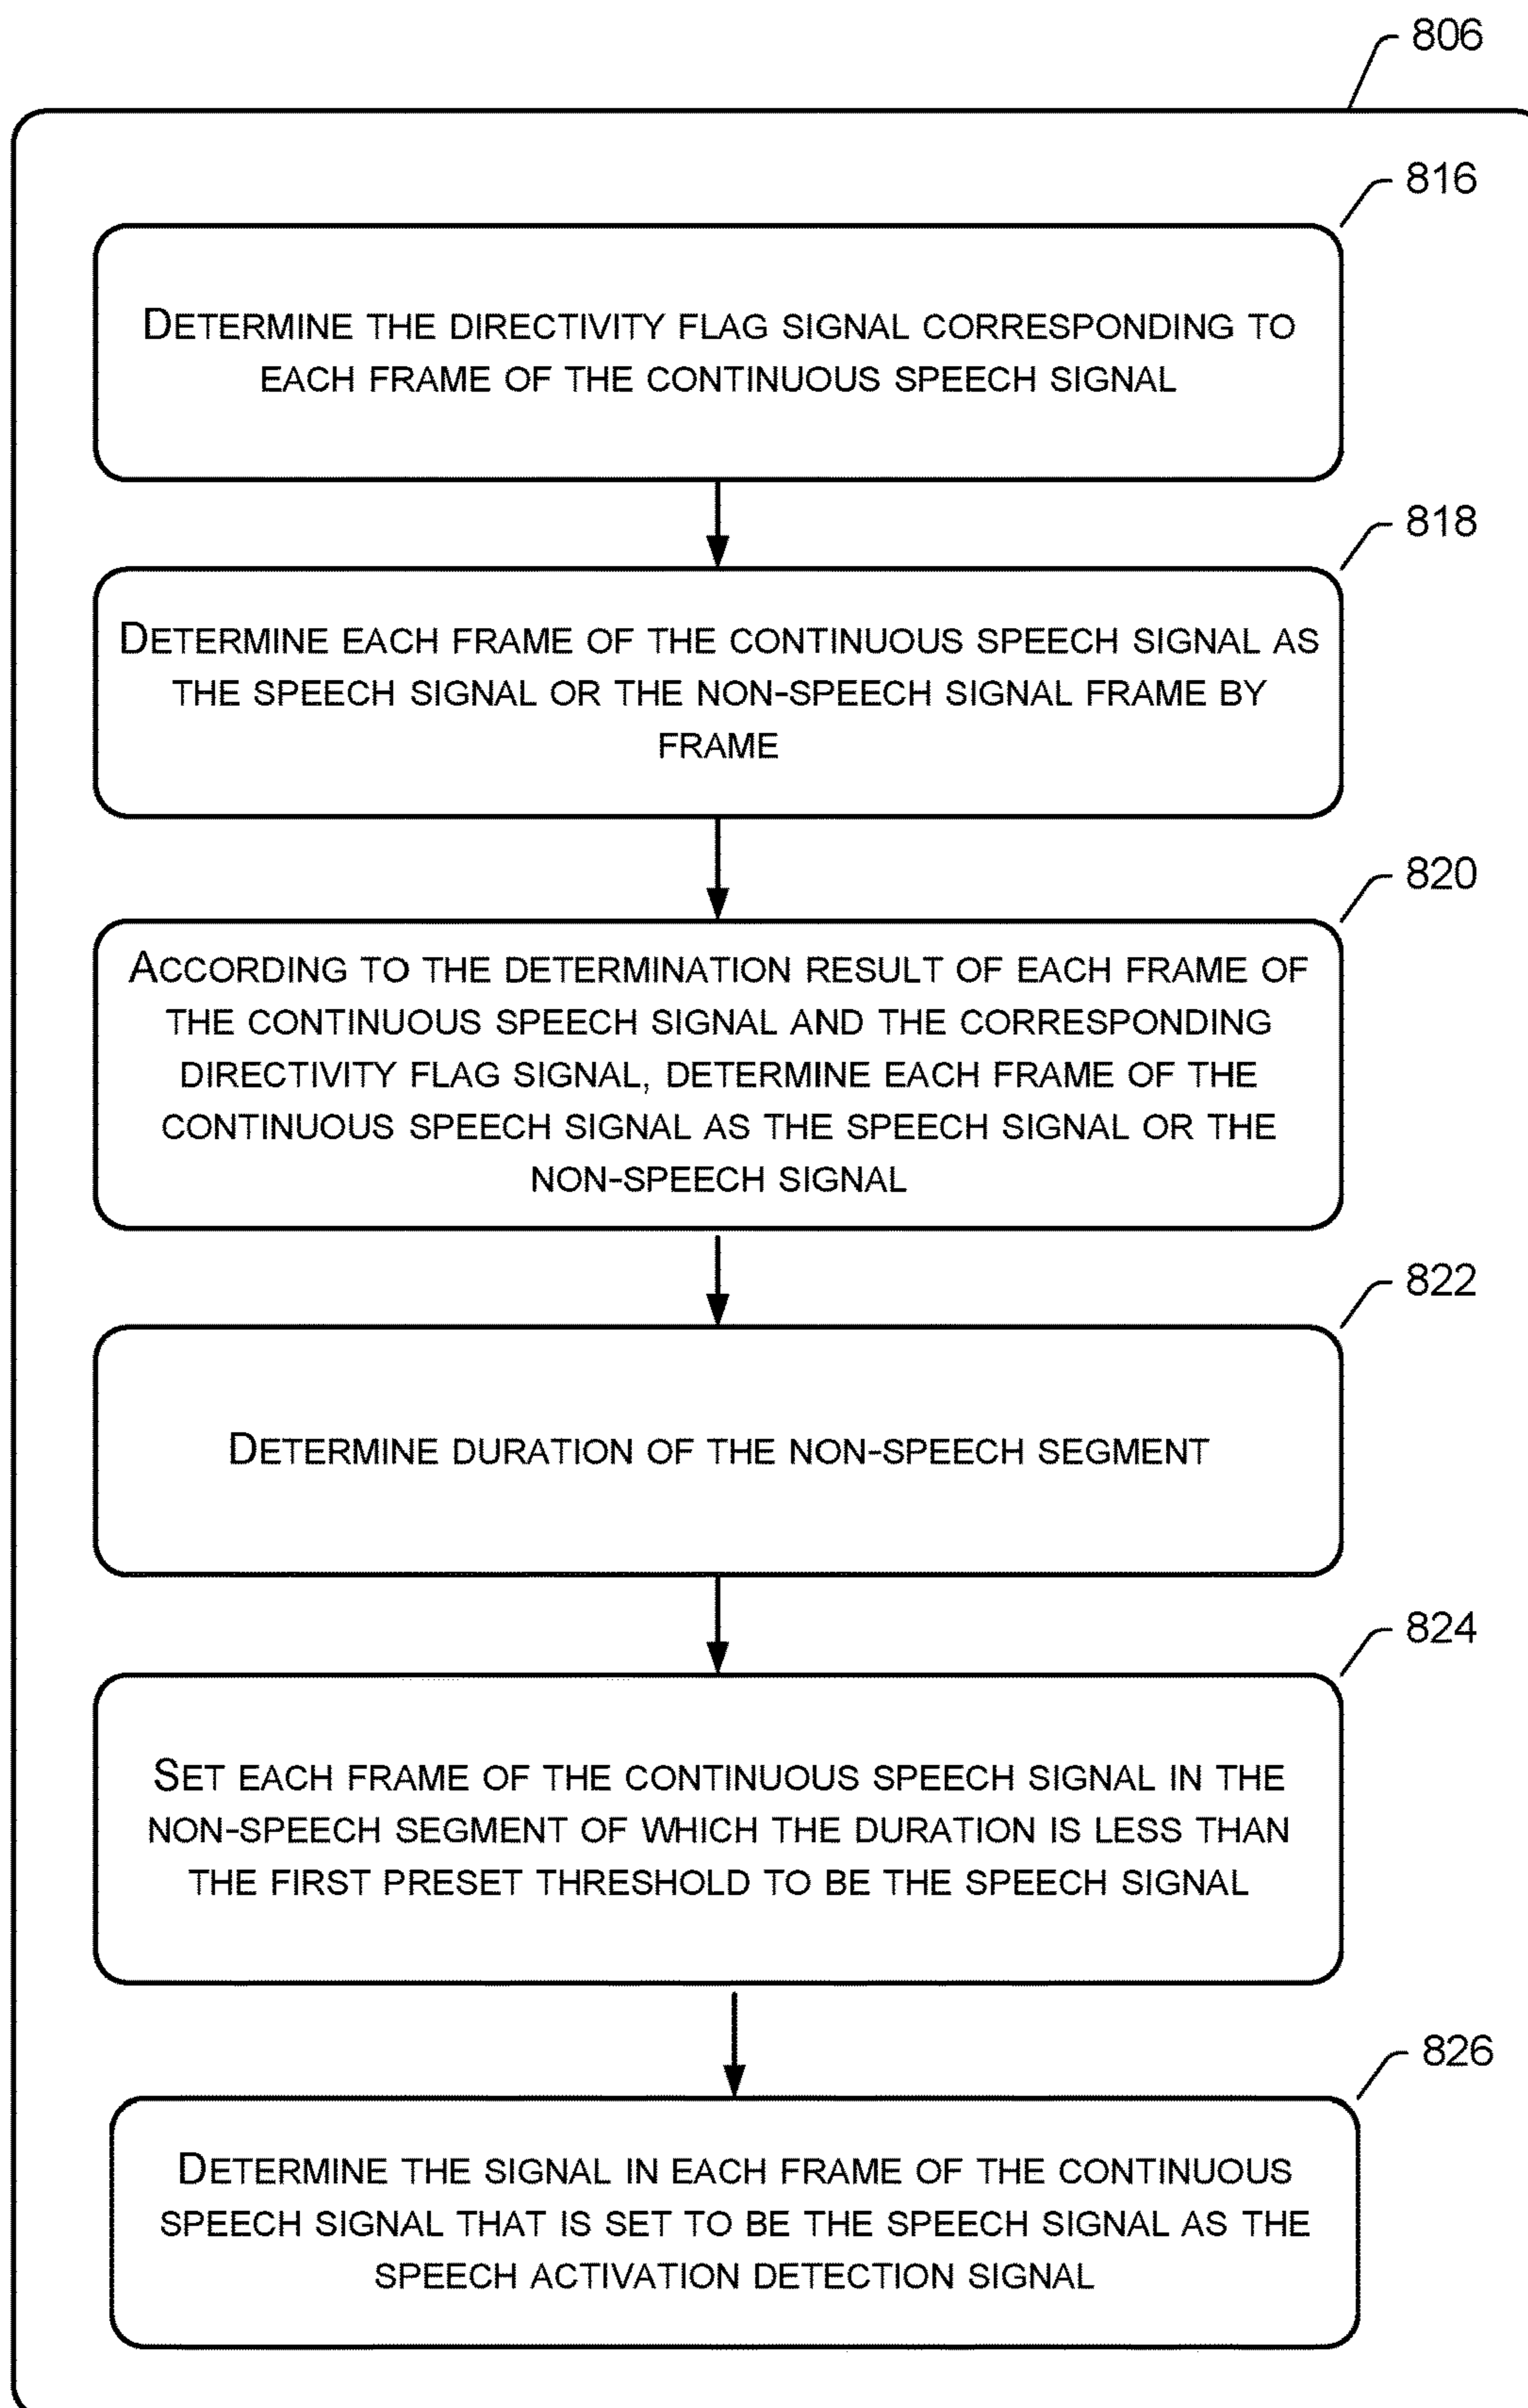 806
816
DETERMINE THE DIRECTIVITY FLAG SIGNAL CORRESPONDING TO
EACH FRAME OF THE CONTINUOUS SPEECH SIGNAL
818
DETERMINE EACH FRAME OF THE CONTINUOUS SPEECH SIGNAL AS
THE SPEECH SIGNAL OR THE NON-SPEECH SIGNAL FRAME BY
FRAME
820
ACCORDING TO THE DETERMINATION RESULT OF EACH FRAME OF
THE CONTINUOUS SPEECH SIGNAL AND THE CORRESPONDING
DIRECTIVITY FLAG SIGNAL, DETERMINE EACH FRAME OF THE
CONTINUOUS SPEECH SIGNAL AS THE SPEECH SIGNAL OR THE
NON-SPEECH SIGNAL
822
DETERMINE DURATION OF THE NON-SPEECH SEGMENT
824
SET EACH FRAME OF THE CONTINUOUS SPEECH SIGNAL IN THE
NON-SPEECH SEGMENT OF WHICH THE DURATION IS LESS THAN
THE FIRST PRESET THRESHOLD TO BE THE SPEECH SIGNAL
826
DETERMINE THE SIGNAL IN EACH FRAME OF THE CONTINUOUS
SPEECH SIGNAL THAT IS SET TO BE THE SPEECH SIGNAL AS THE
SPEECH ACTIVATION DETECTION SIGNAL